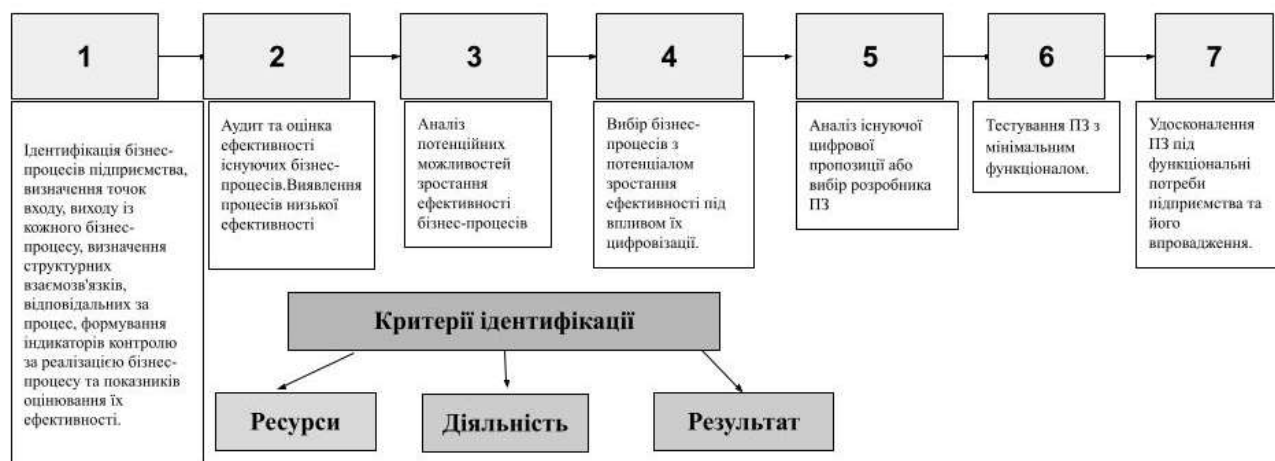 1
2
3
4
5
6
7
Ідентифікація бізнес-
процесів підприємства,
визначення точок
входу, виходу із
кожного бізнес-
процесу, визначення
структурних
взаємозв'язків,
відповідальних за
процес, формування
індикаторів контролю
за реалізацією бізнес-
процесу та показників
оцінювання їх
ефективності.
Аудит та оцінка
ефективності
існуючих бізнес-
процесів.Виявлення
процесів низької
ефективності
Аналіз
потенційних
можливостей
зростання
ефективності
бізнес-процесів
Вибір бізнес-
процесів з
потенціалом
зростання
ефективності під
впливом їх
цифровізації.
Аналіз існуючої
цифрової
пропозиції або
вибір розробника
ПЗ
Тестування ПЗ з
мінімальним
функціоналом.
Удосконалення
ПЗ під
функціональні
потреби
підприємства та
його
впровадження.
Критерії ідентифікації
Ресурси
Діяльність
Результат